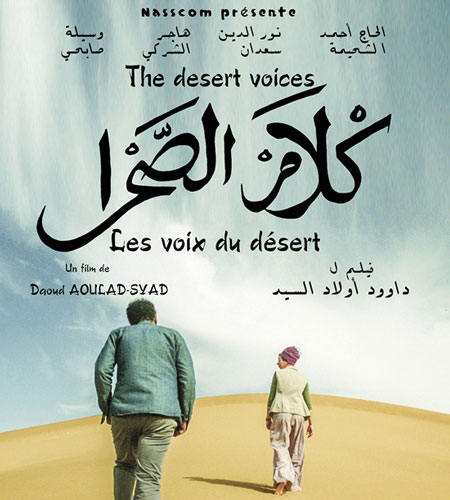 Nasscom présente
الحاج أحمد نور الدين هاجر وسيلة
الشحيمة سعدان الشركي صابحي
The desert voices
كلام الصحرا
Les voix du désert
Un film de
Daoud AOULAD-SYAD
فيلم ل
داوود أولاد السيد